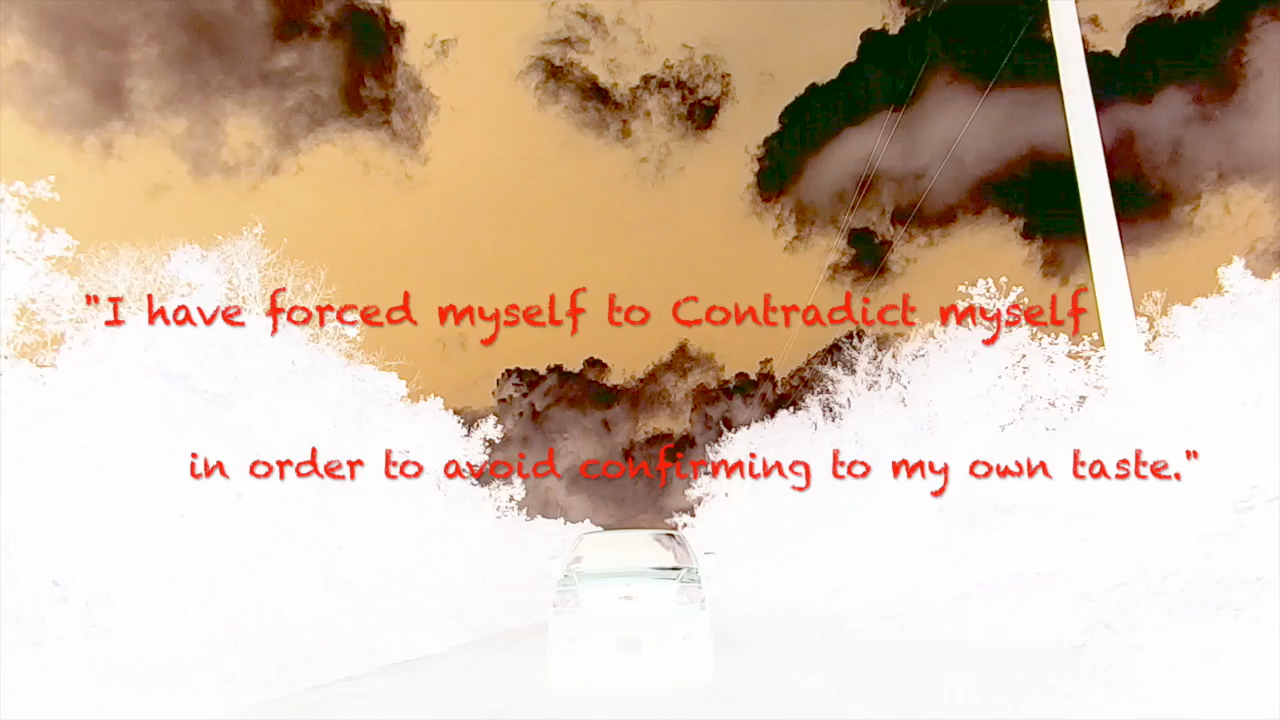 "I have forced myself to Contradict myself
in order to avoid confirming to my own taste."